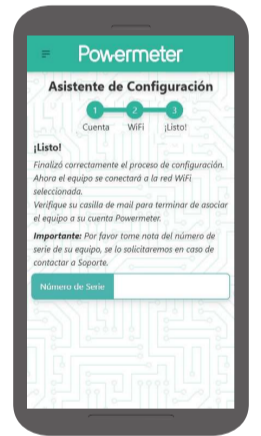 Powermeter
Asistente de Configuración
1 2 3
Cuenta WiFi ¡Listo!
¡Listo!
Finalizó correctamente el proceso de configuración.
Ahora el equipo se conectará a la red WiFi
seleccionada.
Verifique su casilla de mail para terminar de asociar
el equipo a su cuenta Powermeter.
Importante: Por favor tome nota del número de
serie de su equipo, se lo solicitaremos en caso de
contactar a Soporte.
Número de Serie